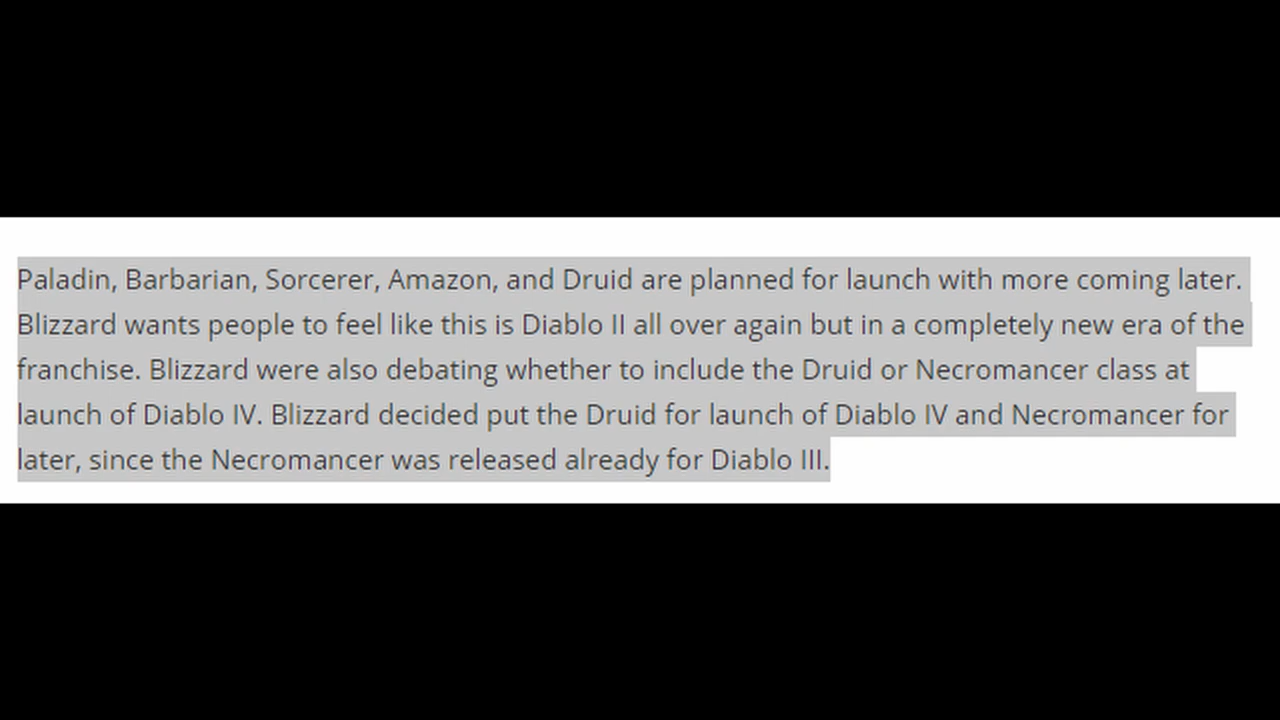 Paladin, Barbarian, Sorcerer, Amazon, and Druid are planned for launch with more coming later.
Blizzard wants people to feel like this is Diablo II all over again but in a completely new era of the
franchise. Blizzard were also debating whether to include the Druid or Necromancer class at
launch of Diablo IV. Blizzard decided put the Druid for launch of Diablo IV and Necromancer for
later, since the Necromancer was released already for Diablo III.